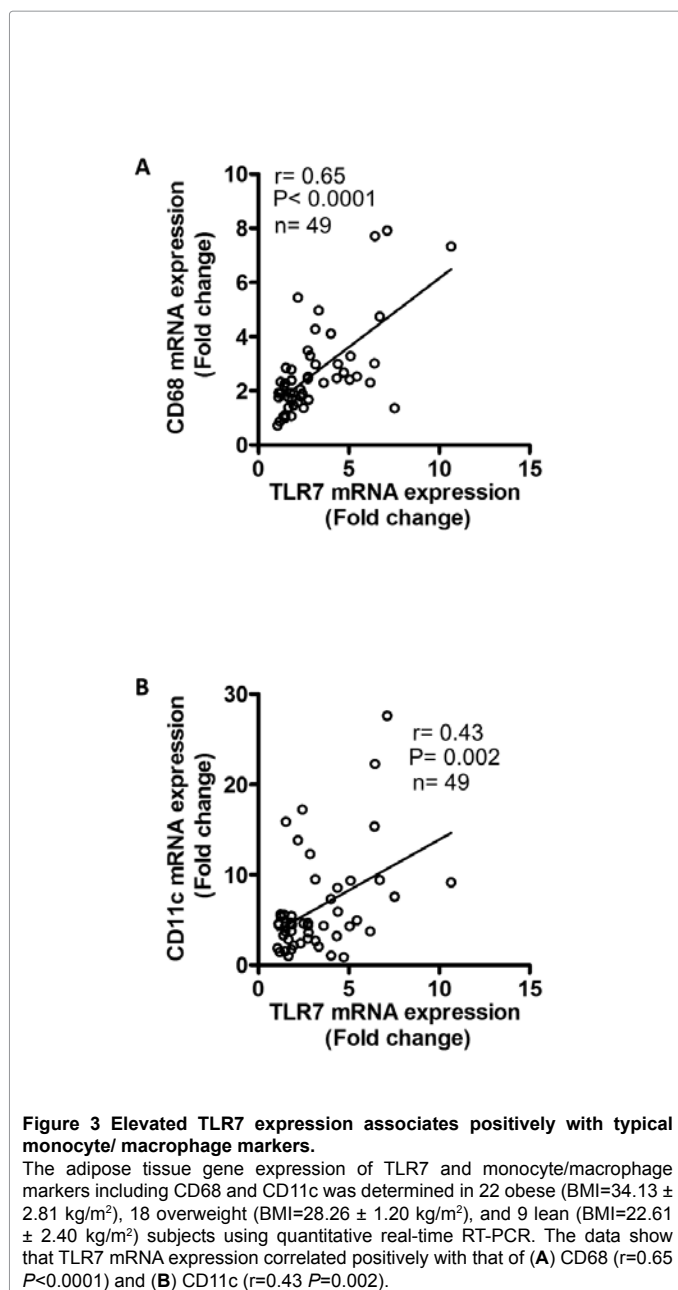 A
r= 0.65
P< 0.0001
n= 49
CD68 mRNA expression
(Fold change)
10
8
6
4
2
0
0 5 10 15
TLR7 mRNA expression
(Fold change)
B
r= 0.43
P= 0.002
n= 49
CD11c mRNA expression
(Fold change)
30
20
10
0
0 5 10 15
TLR7 mRNA expression
(Fold change)
Figure 3 Elevated TLR7 expression associates positively with typical
monocyte/ macrophage markers.
The adipose tissue gene expression of TLR7 and monocyte/macrophage
markers including CD68 and CD11c was determined in 22 obese (BMI=34.13 ±
2.81 kg/m²), 18 overweight (BMI=28.26 ± 1.20 kg/m²), and 9 lean (BMI=22.61
± 2.40 kg/m²) subjects using quantitative real-time RT-PCR. The data show
that TLR7 mRNA expression correlated positively with that of (A) CD68 (r=0.65
P<0.0001) and (B) CD11c (r=0.43 P=0.002).